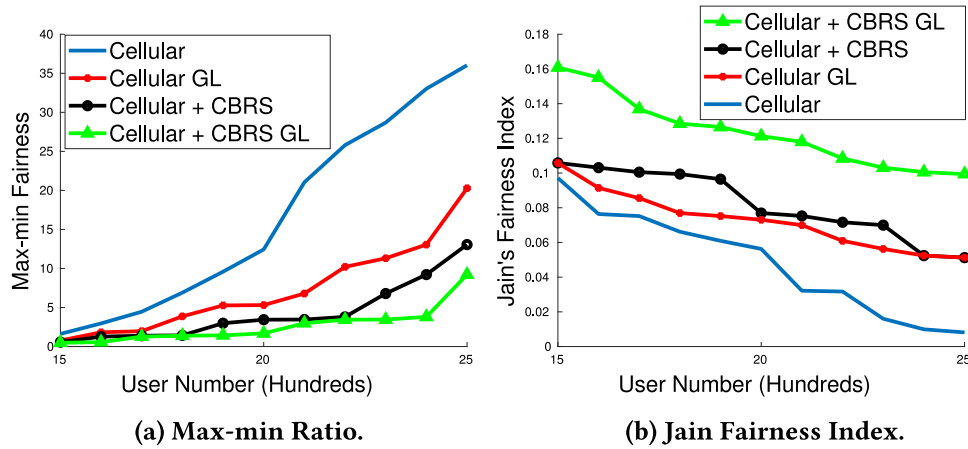 40
35
30
25
20
15
10
5
0
Max-min Fairness
Cellular
Cellular GL
Cellular + CBRS
Cellular + CBRS GL
15
20
25
User Number (Hundreds)
(a) Max-min Ratio.
0.18
0.16
0.14
0.12
0.1
0.08
0.06
0.04
0.02
0
Jain's Fairness Index
Cellular + CBRS GL
Cellular + CBRS
Cellular GL
Cellular
15
20
25
User Number (Hundreds)
(b) Jain Fairness Index.